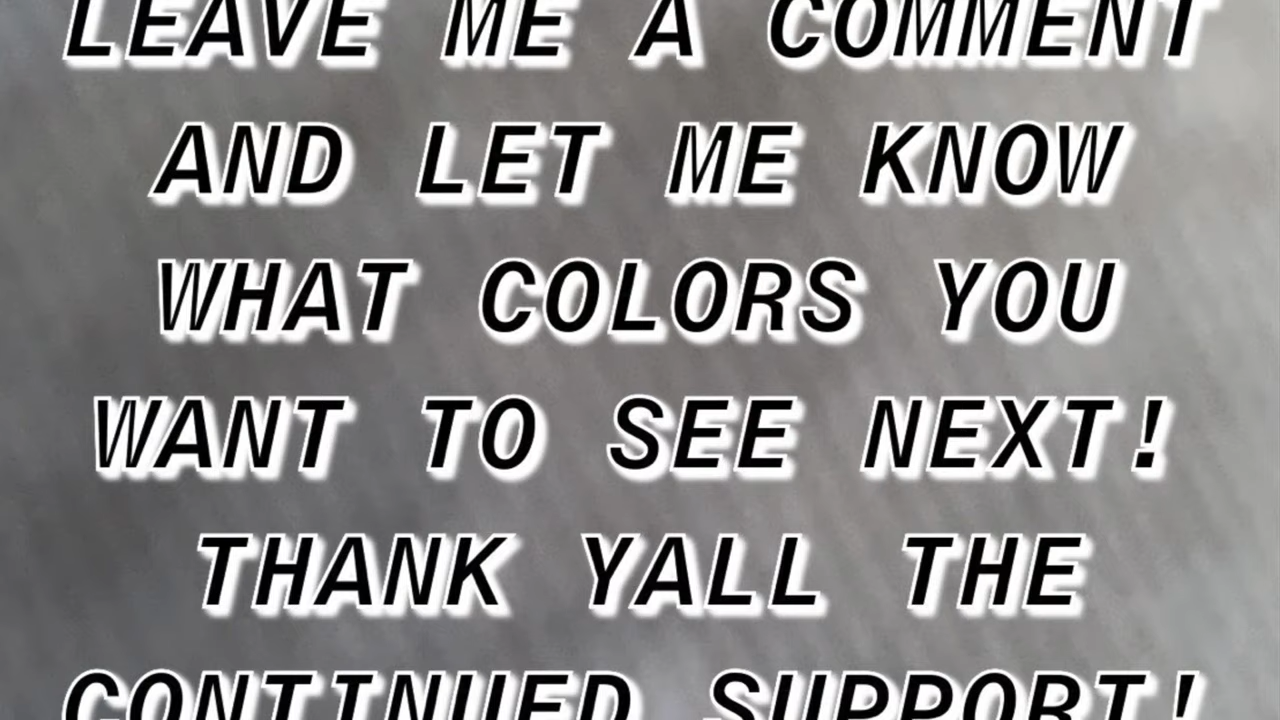 LEAVE ME A COMMENT
AND LET ME KNOW
WHAT COLORS YOU
WANT TO SEE NEXT!
THANK YALL THE
CONTINUED SUPPORT!